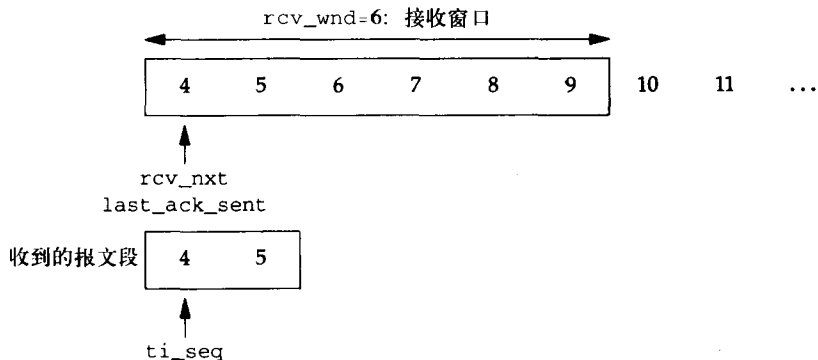 rcv_wnd=6: 接收窗口
4 5 6 7 8 9 10 11 ...
rcv_nxt
last_ack_sent
收到的报文段 4 5
ti_seq